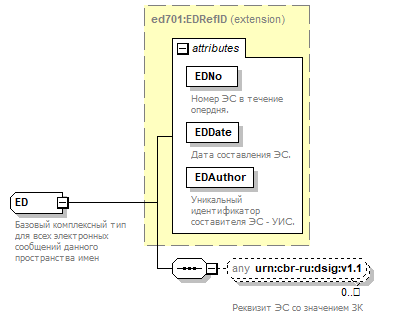 ed701:EDRefID (extension)
attributes
EDNo
Номер ЭС в течение
опердня.
EDDate
Дата составления ЭС.
EDAuthor
Уникальный
идентификатор
составителя ЭС - УИС.
ED
Базовый комплексный тип
для всех электронных
сообщений данного
пространства имен
any urn:cbr-ru:dsig:v1.1
0..
Реквизит ЭС со значением ЗК